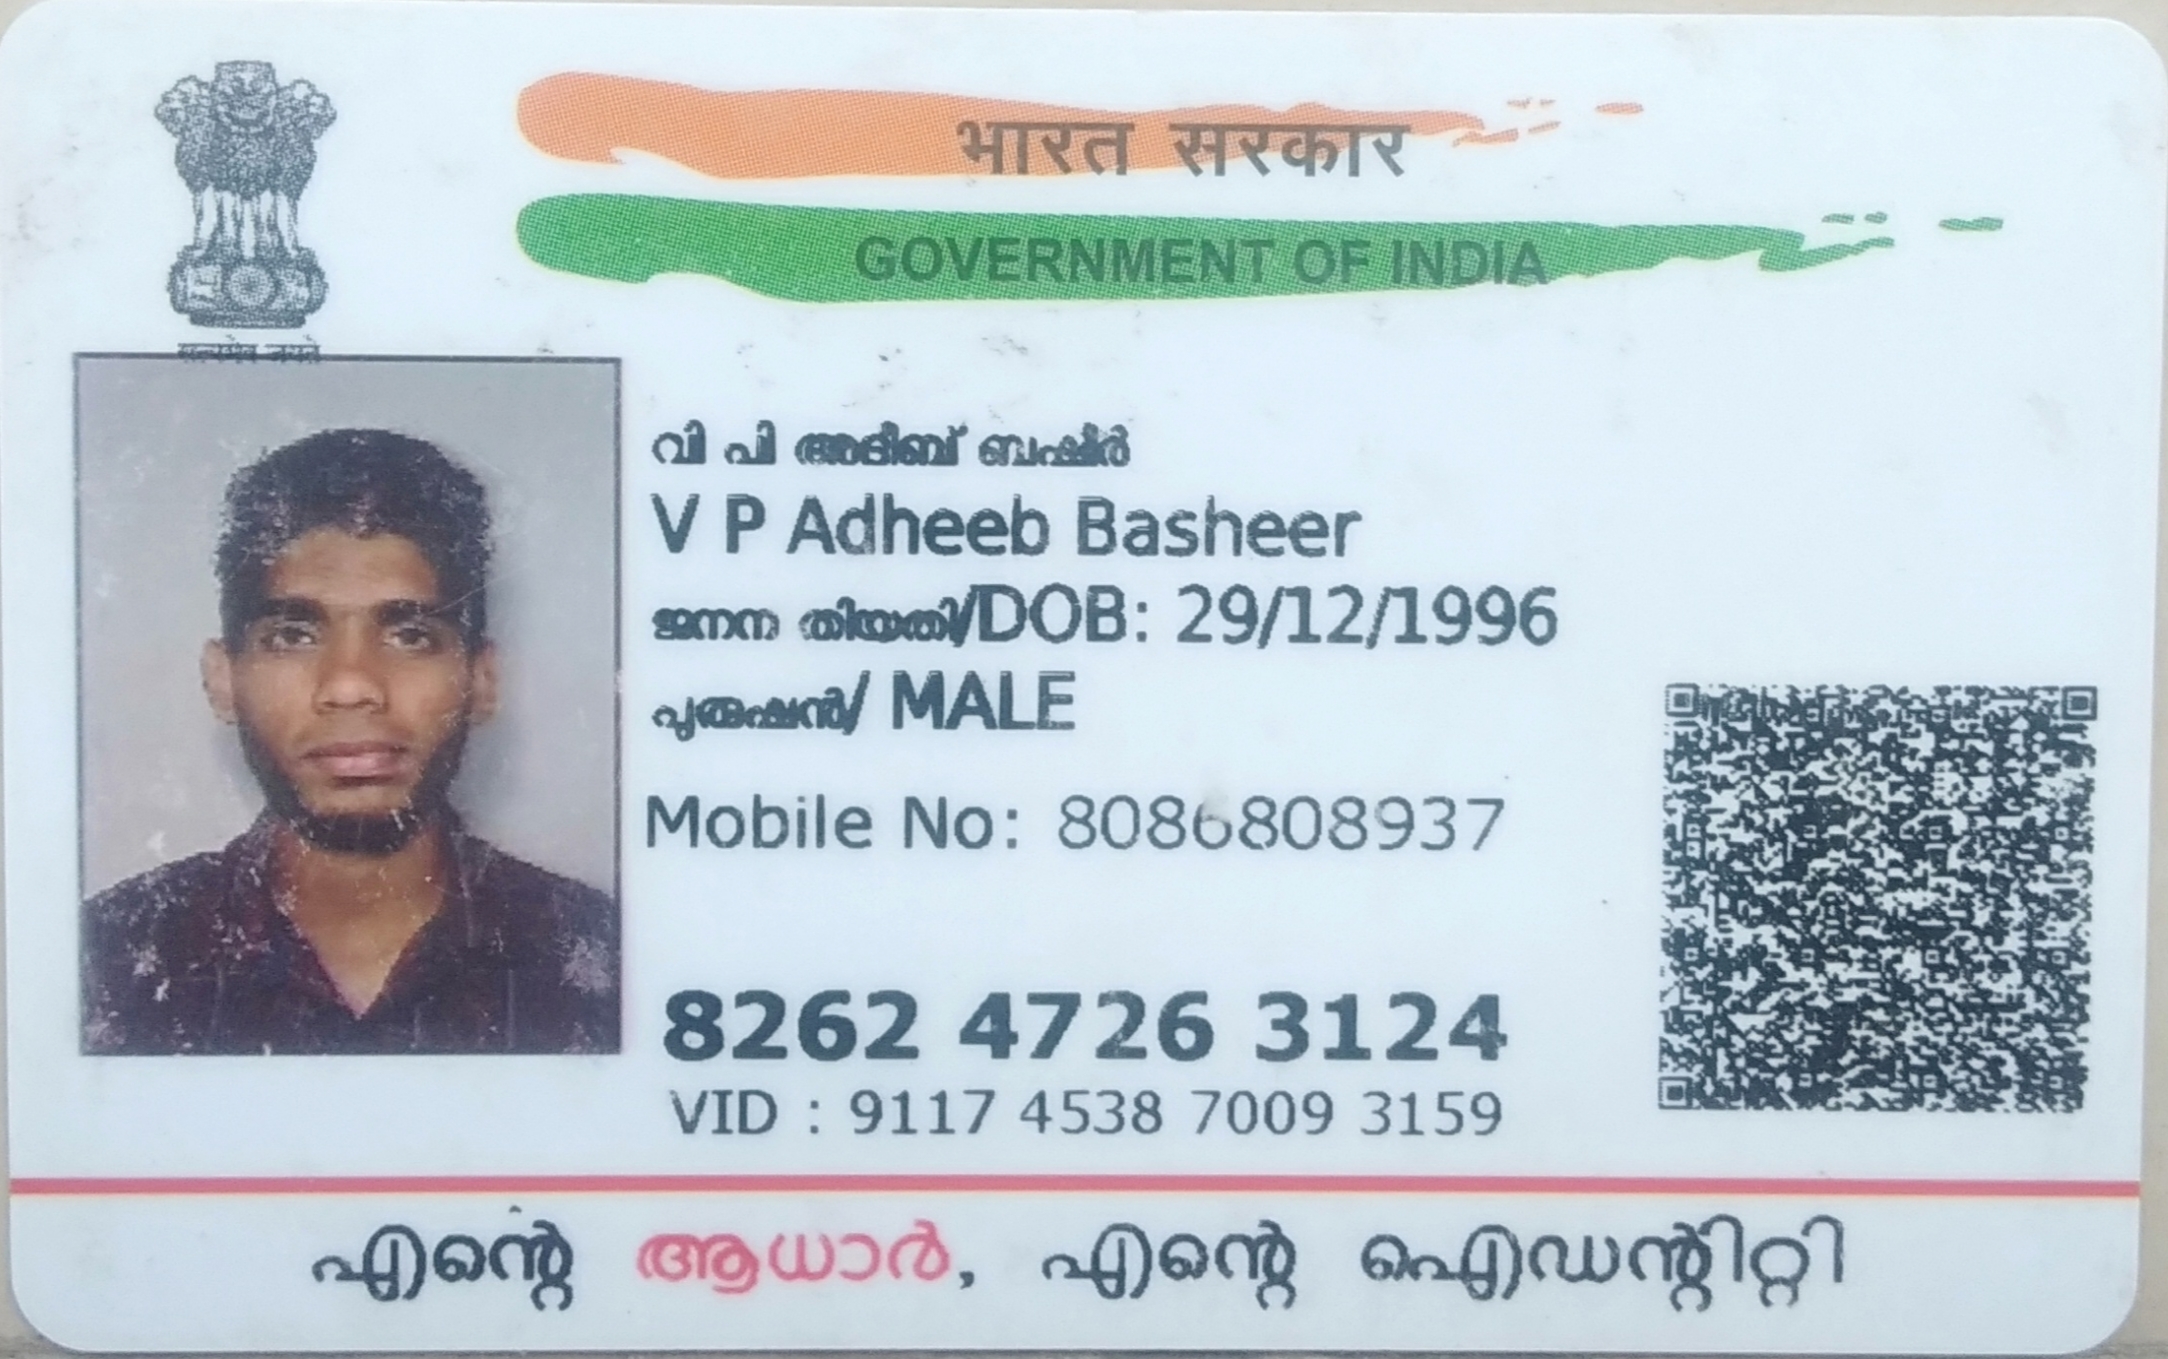 भारत सरकार
GOVERNMENT OF INDIA
सत्यमेव जयते
വി പി അദീബ് ബഷീർ
V P Adheeb Basheer
ജനന തിയതി/DOB: 29/12/1996
പുരുഷൻ/ MALE
Mobile No: 8086808937
8262 4726 3124
VID : 9117 4538 7009 3159
എന്റെ ആധാർ, എന്റെ ഐഡന്റിറ്റി